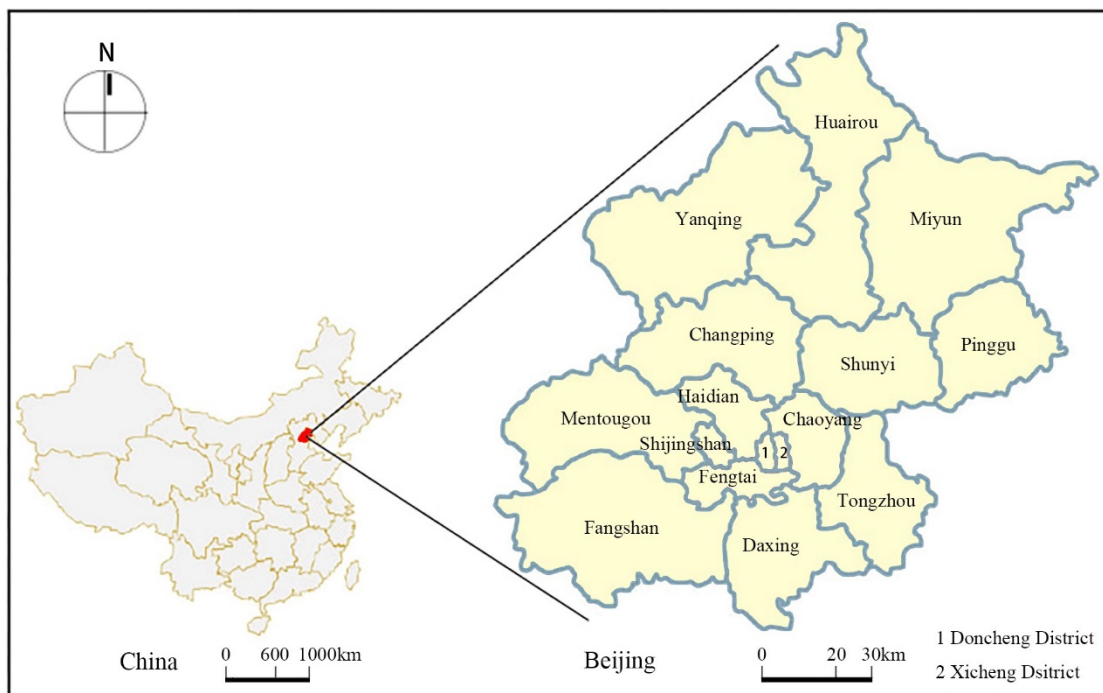 N
Huairou
Yanqing
Miyun
Changping
Shunyi
Pinggu
Haidian
Mentougou
Chaoyang
Shijingshan
1 2
Fengtai
Tongzhou
Fangshan
Daxing
China
0 600 1000km
Beijing
0 20 30km
1 Doncheng District
2 Xicheng Dsitrict